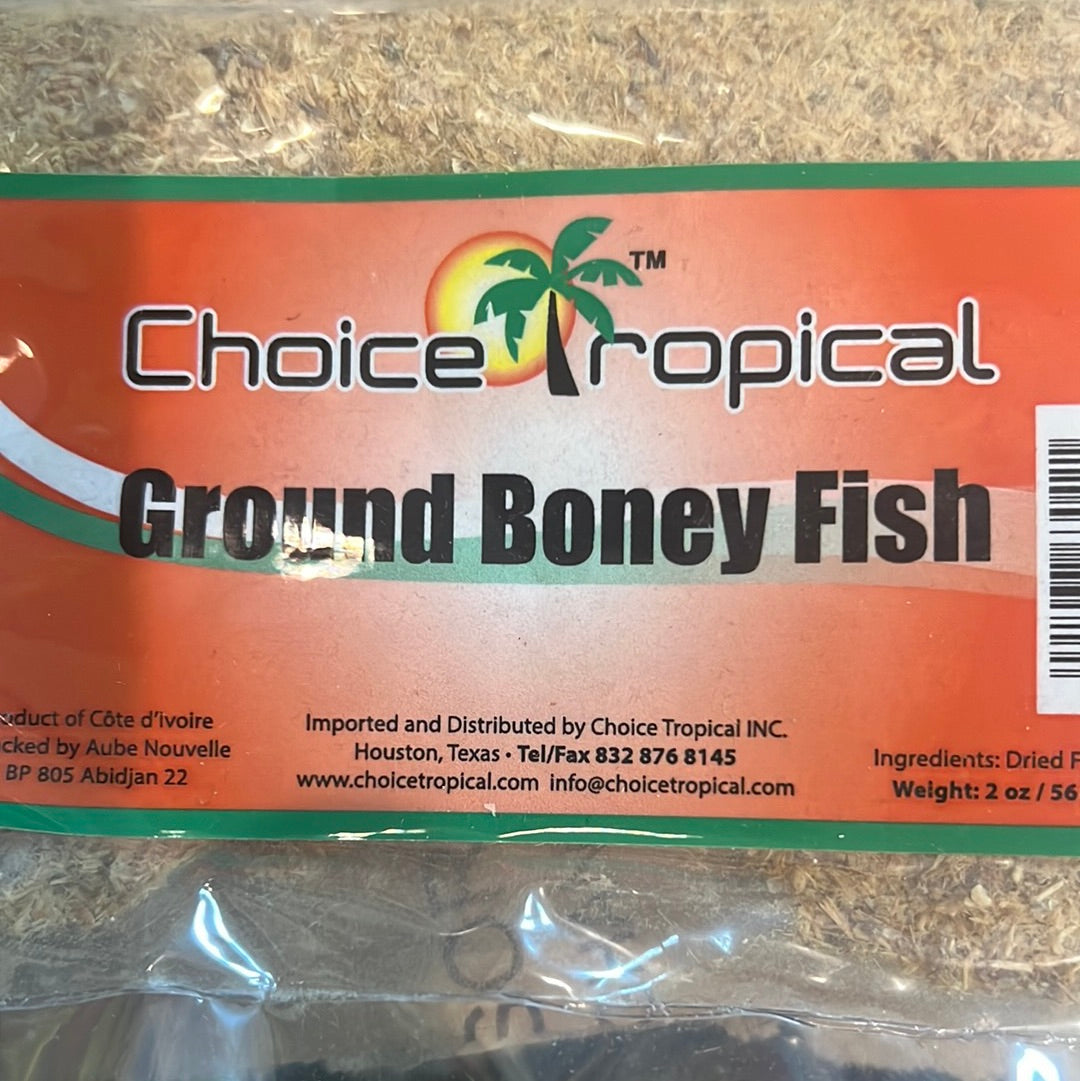 Choice Tropical
TM
Ground Boney Fish
uduct of Côte d'ivoire
cked by Aube Nouvelle
BP 805 Abidjan 22
Imported and Distributed by Choice Tropical INC.
Houston, Texas • Tel/Fax 832 876 8145
www.choicetropical.com info@choicetropical.com
Ingredients: Dried F
Weight: 2 oz / 56